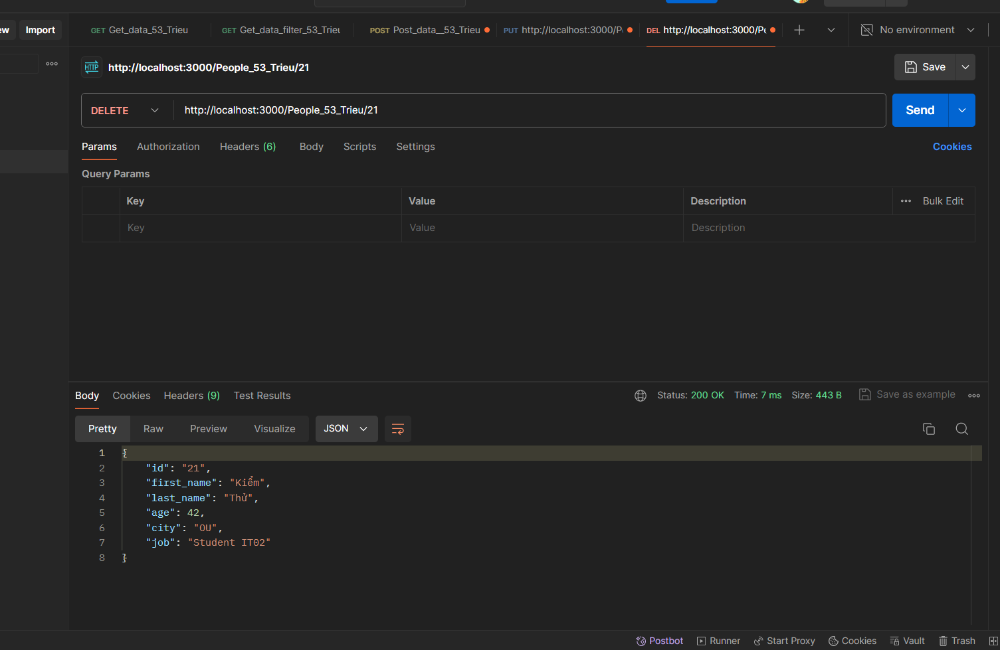 ew Import GET Get_data_53_Trieu GET Get_data_filter_53_Trieu POST Post_data__53_Trieu PUT http://localhost:3000/P DEL http://localhost:3000/Pe No environment
HTTP http://localhost:3000/People_53_Trieu/21 Save
DELETE http://localhost:3000/People_53_Trieu/21 Send
Params Authorization Headers (6) Body Scripts Settings Cookies
Query Params
Key Value Description Bulk Edit
Key Value Description
Body Cookies Headers (9) Test Results Status: 200 OK Time: 7 ms Size: 443 B Save as example
Pretty Raw Preview Visualize JSON
1 {
2 "id": "21",
3 "first_name": "Kiểm",
4 "last_name": "Thử",
5 "age": 42,
6 "city": "OU",
7 "job": "Student IT02"
8 }
Postbot Runner Start Proxy Cookies Vault Trash